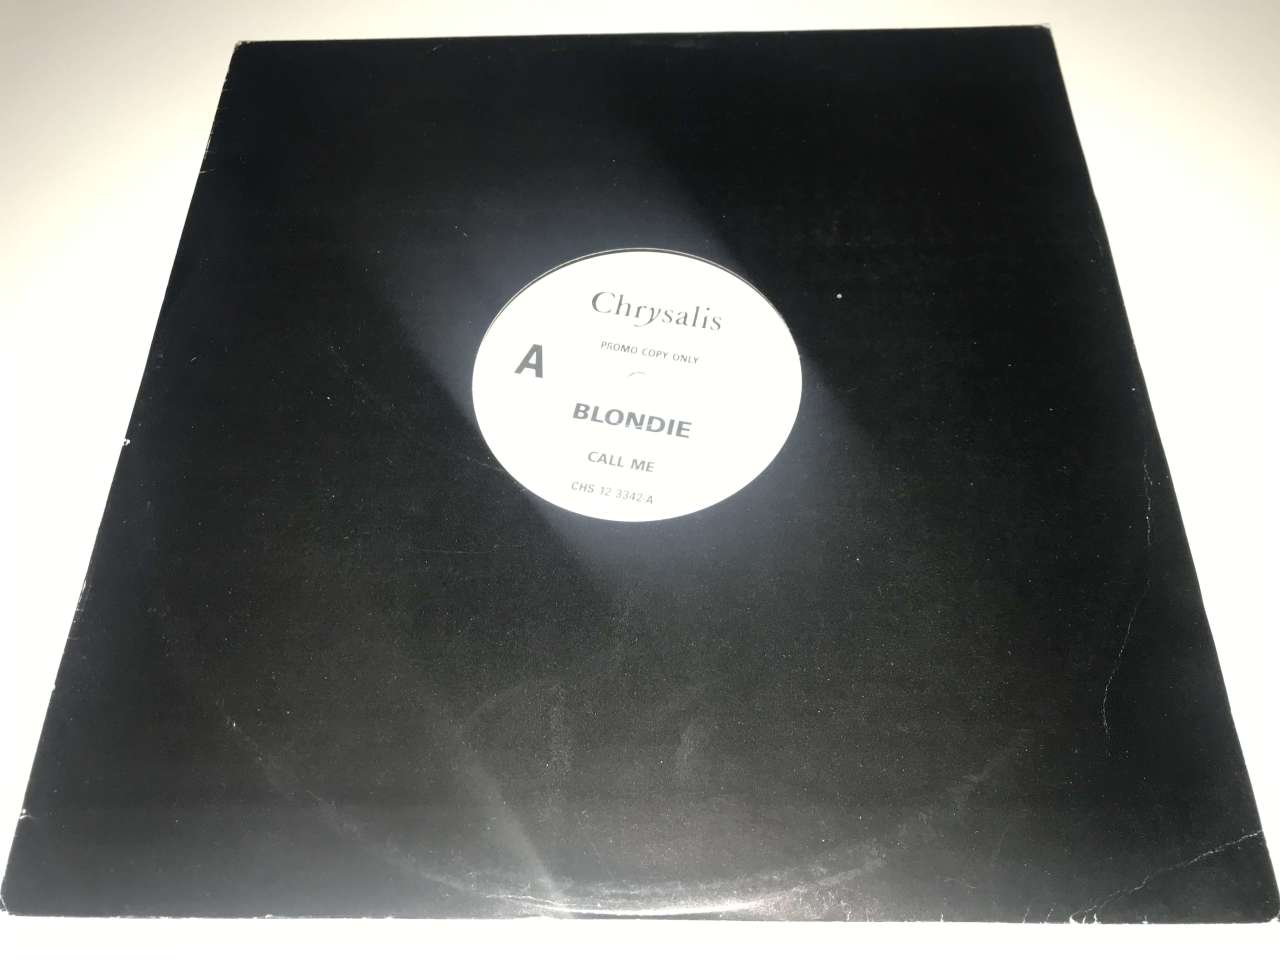 Chrysalis
PROMO COPY ONLY
A
BLONDIE
CALL ME
CHS 12 3342 A